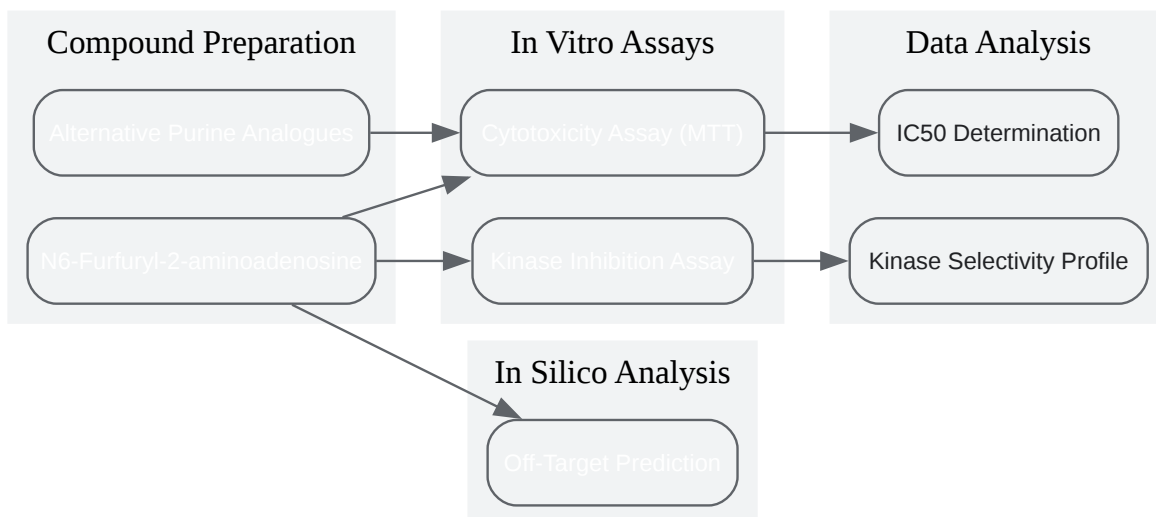 Compound Preparation
In Vitro Assays
Data Analysis
Alternative Purine Analogues
Cytotoxicity Assay (MTT)
IC50 Determination
N6-Furfuryl-2-aminoadenosine
Kinase Inhibition Assay
Kinase Selectivity Profile
In Silico Analysis
Off-Target Prediction